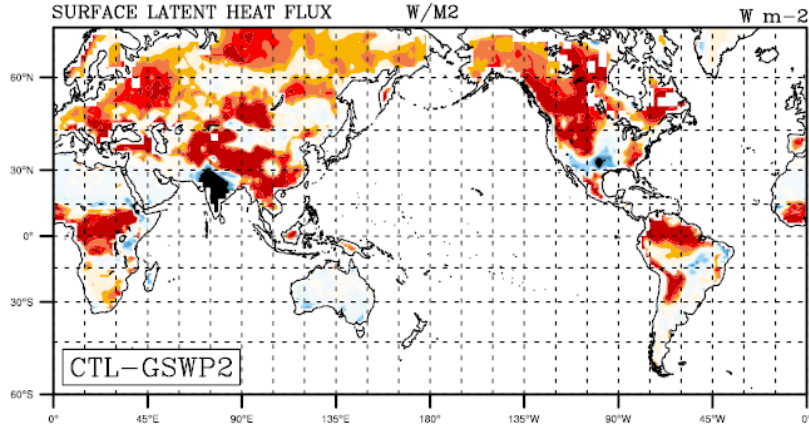 SURFACE LATENT HEAT FLUX W/M2 W m-2
60°N
30°N
0°
30°S
CTL-GSWP2
60°S
0° 45°E 90°E 135°E 180° 135°W 90°W 45°W 0°